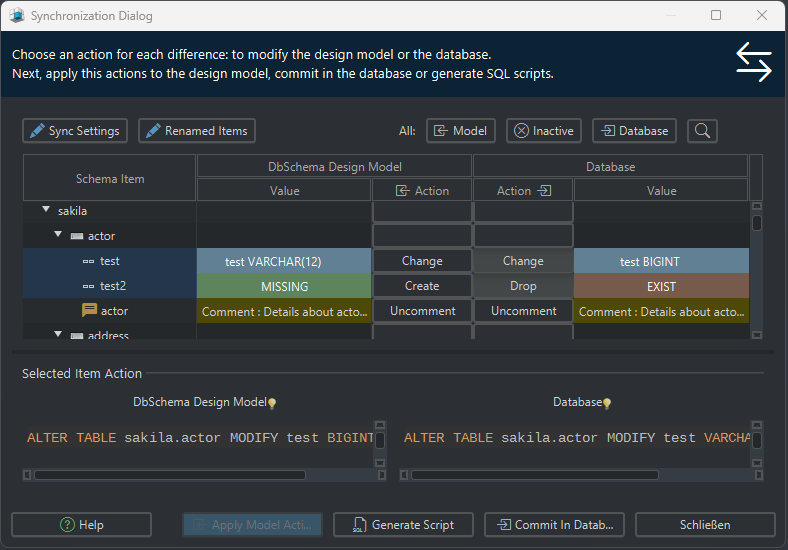 Synchronization Dialog
Choose an action for each difference: to modify the design model or the database.
Next, apply this actions to the design model, commit in the database or generate SQL scripts.
Sync Settings Renamed Items All: Model Inactive Database
Schema Item DbSchema Design Model Database
Value Action Action Value
sakila
actor
test test VARCHAR(12) Change Change test BIGINT
test2 MISSING Create Drop EXIST
actor Comment : Details about acto... Uncomment Uncomment Comment : Details about acto...
address
Selected Item Action
DbSchema Design Model Database
ALTER TABLE sakila.actor MODIFY test BIGINT ALTER TABLE sakila.actor MODIFY test VARCHA
Help Apply Model Acti... SQL Generate Script Commit In Datab... Schließen